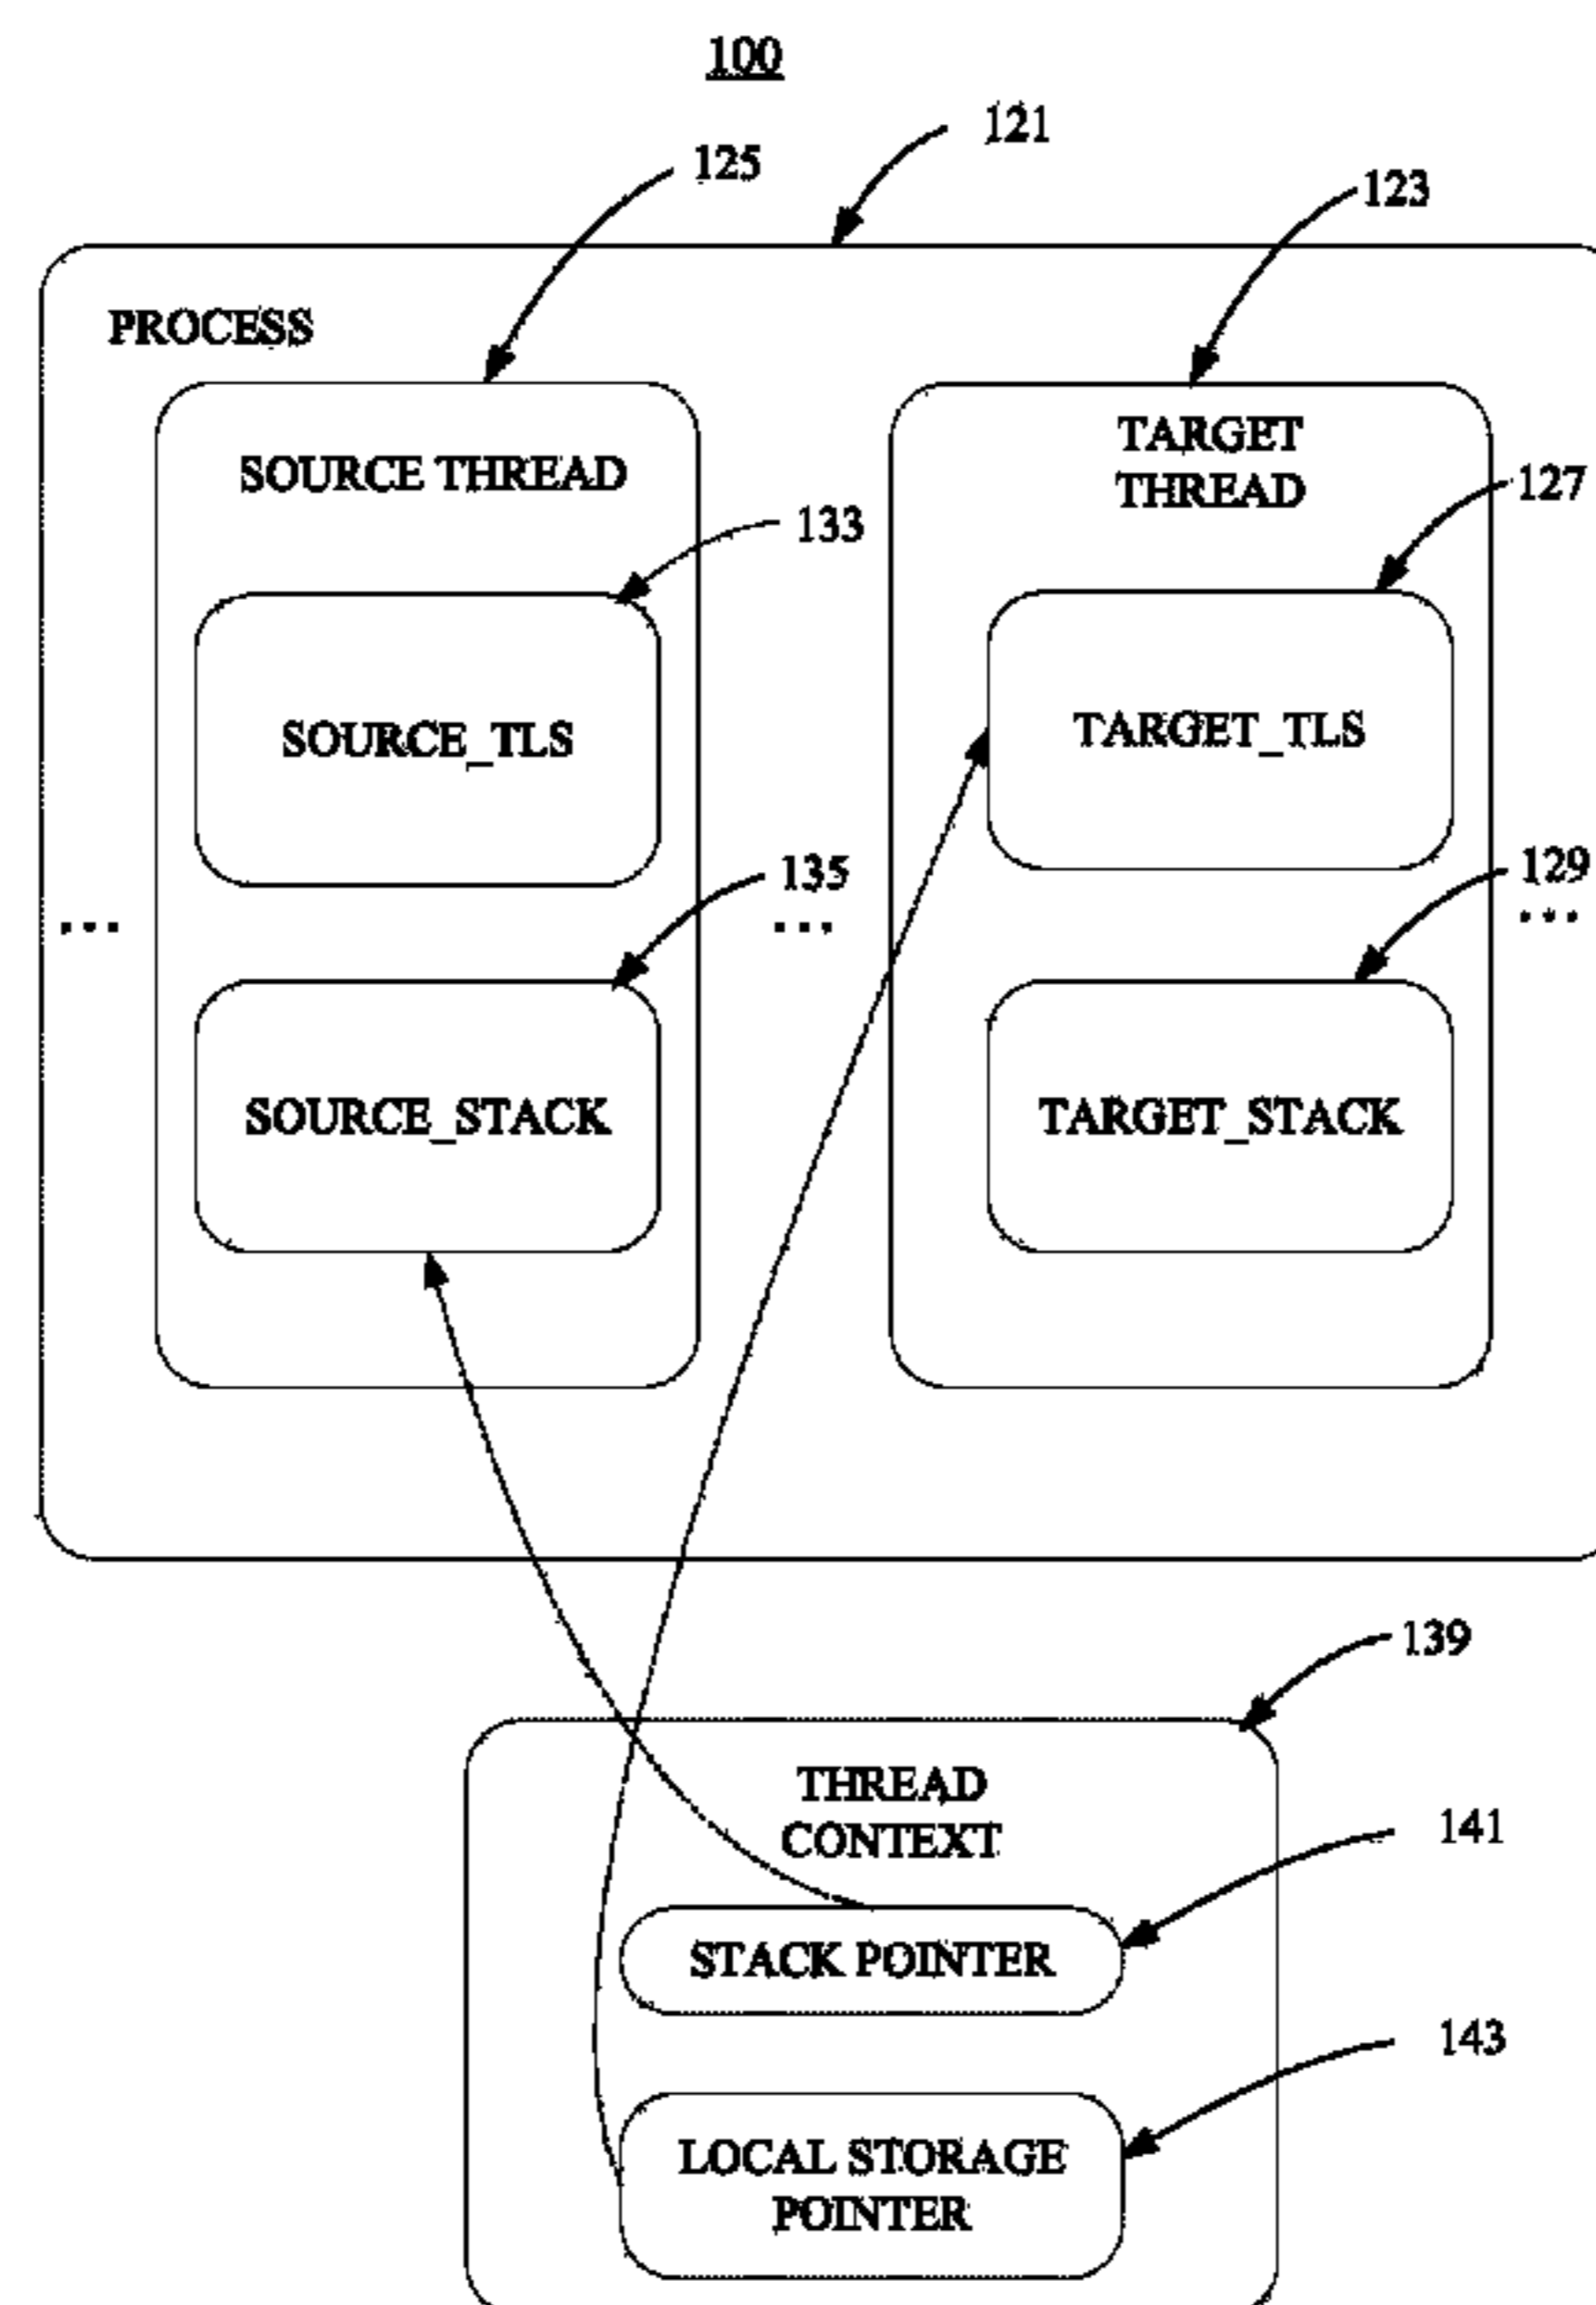 100
121
125
123
PROCESS
SOURCE THREAD
TARGET
THREAD
127
133
SOURCE_TLS
TARGET_TLS
135
129
...
...
...
SOURCE_STACK
TARGET_STACK
139
THREAD
CONTEXT
141
STACK POINTER
143
LOCAL STORAGE
POINTER